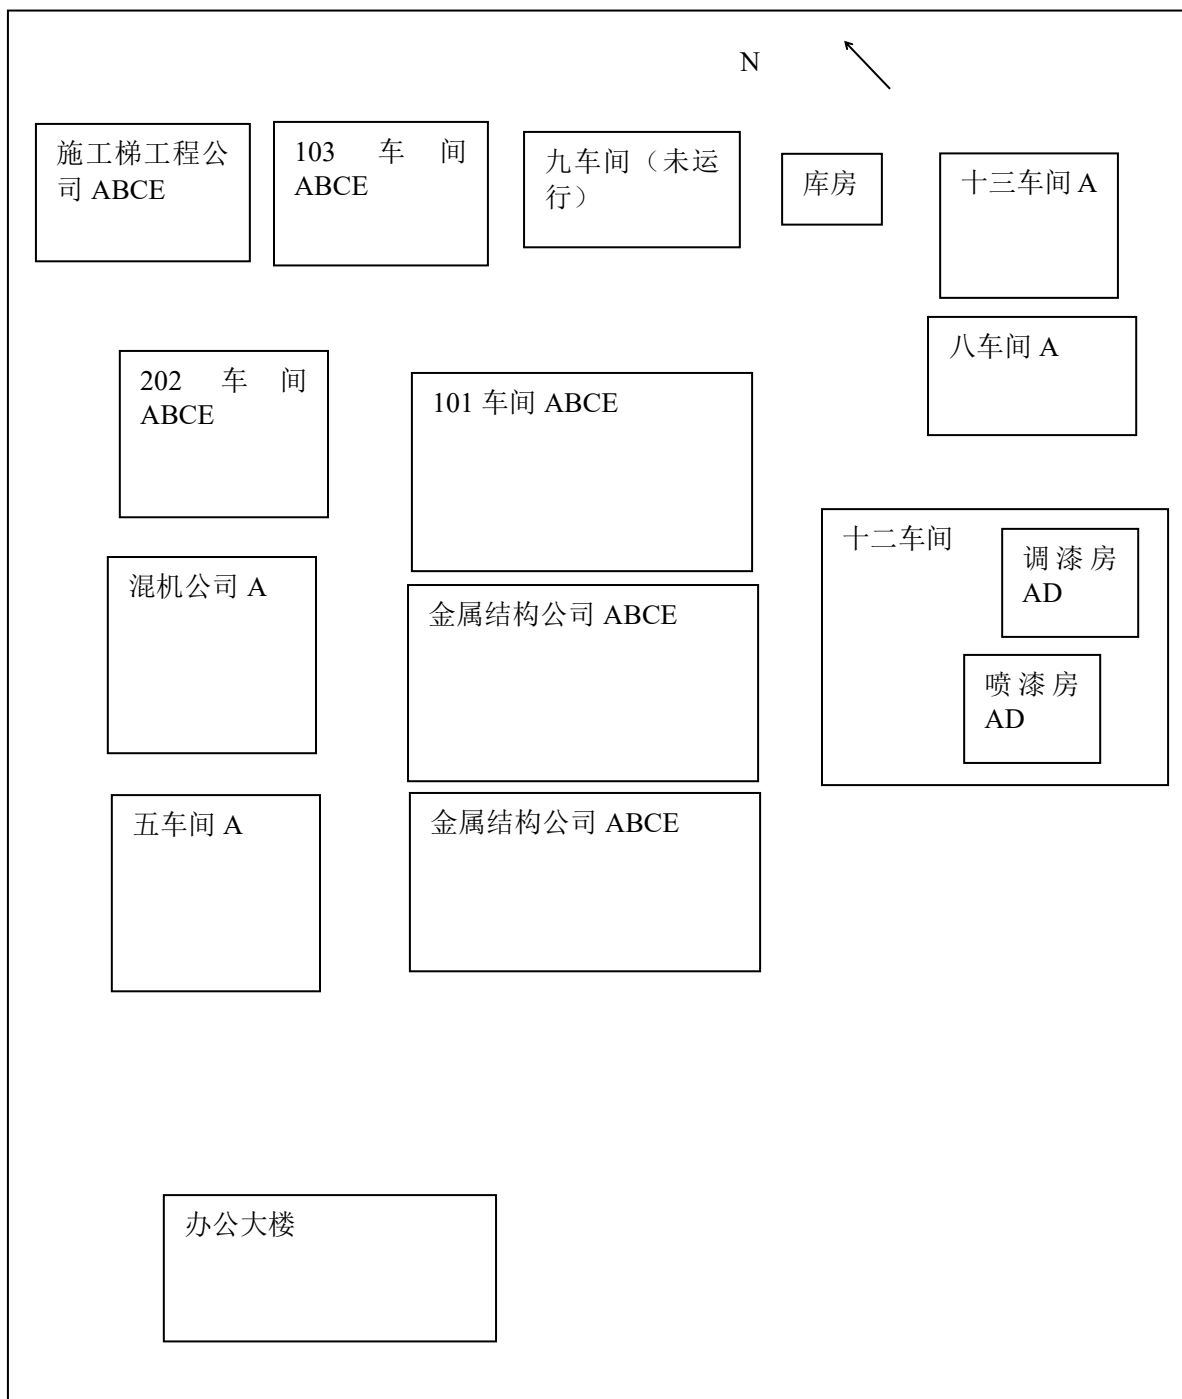 N
施工梯工程公
司 ABCE
103 车 间
ABCE
九车间（未运
行）
库房
十三车间 A
八车间 A
202 车 间
ABCE
101 车间 ABCE
十二车间
调漆房
AD
混机公司 A
金属结构公司 ABCE
喷漆房
AD
五车间 A
金属结构公司 ABCE
办公大楼